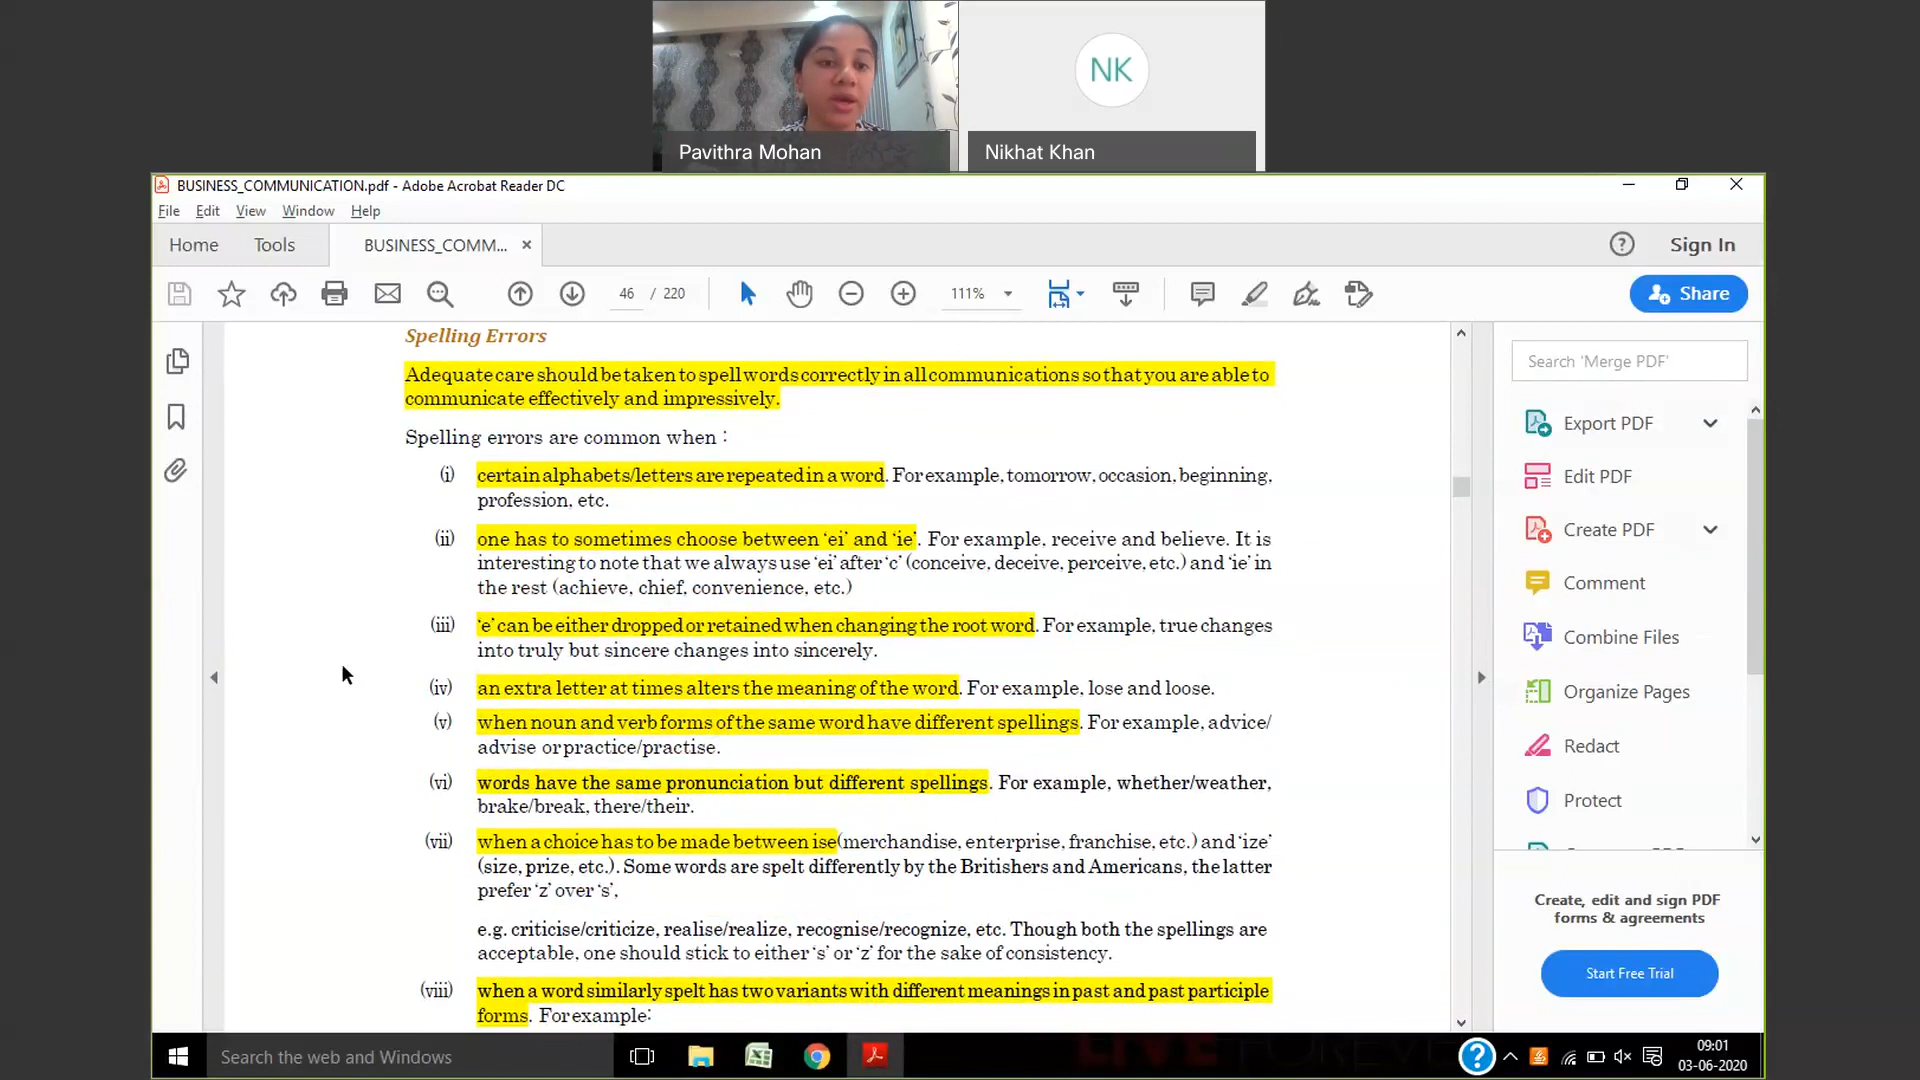 NK
Pavithra Mohan
Nikhat Khan
BUSINESS_COMMUNICATION.pdf - Adobe Acrobat Reader DC
File Edit View Window Help
Home Tools BUSINESS_COMM... × Sign In
46 / 220 111% Share
Spelling Errors
Adequate care should be taken to spell words correctly in all communications so that you are able to
communicate effectively and impressively.
Spelling errors are common when :
(i) certain alphabets/letters are repeated in a word. For example, tomorrow, occasion, beginning,
profession, etc.
(ii) one has to sometimes choose between ‘ei’ and ‘ie’. For example, receive and believe. It is
interesting to note that we always use ‘ei’ after ‘c’ (conceive, deceive, perceive, etc.) and ‘ie’ in
the rest (achieve, chief, convenience, etc.)
(iii) ‘e’ can be either dropped or retained when changing the root word. For example, true changes
into truly but sincere changes into sincerely.
(iv) an extra letter at times alters the meaning of the word. For example, lose and loose.
(v) when noun and verb forms of the same word have different spellings. For example, advice/
advise or practice/practise.
(vi) words have the same pronunciation but different spellings. For example, whether/weather,
brake/break, there/their.
(vii) when a choice has to be made between ise (merchandise, enterprise, franchise, etc.) and ‘ize’
(size, prize, etc.). Some words are spelt differently by the Britishers and Americans, the latter
prefer ‘z’ over ‘s’,
e.g. criticise/criticize, realise/realize, recognise/recognize, etc. Though both the spellings are
acceptable, one should stick to either ‘s’ or ‘z’ for the sake of consistency.
(viii) when a word similarly spelt has two variants with different meanings in past and past participle
forms. For example:
Search 'Merge PDF'
Export PDF
Edit PDF
Create PDF
Comment
Combine Files
Organize Pages
Redact
Protect
Create, edit and sign PDF
forms & agreements
Start Free Trial
Search the web and Windows
09:01
03-06-2020